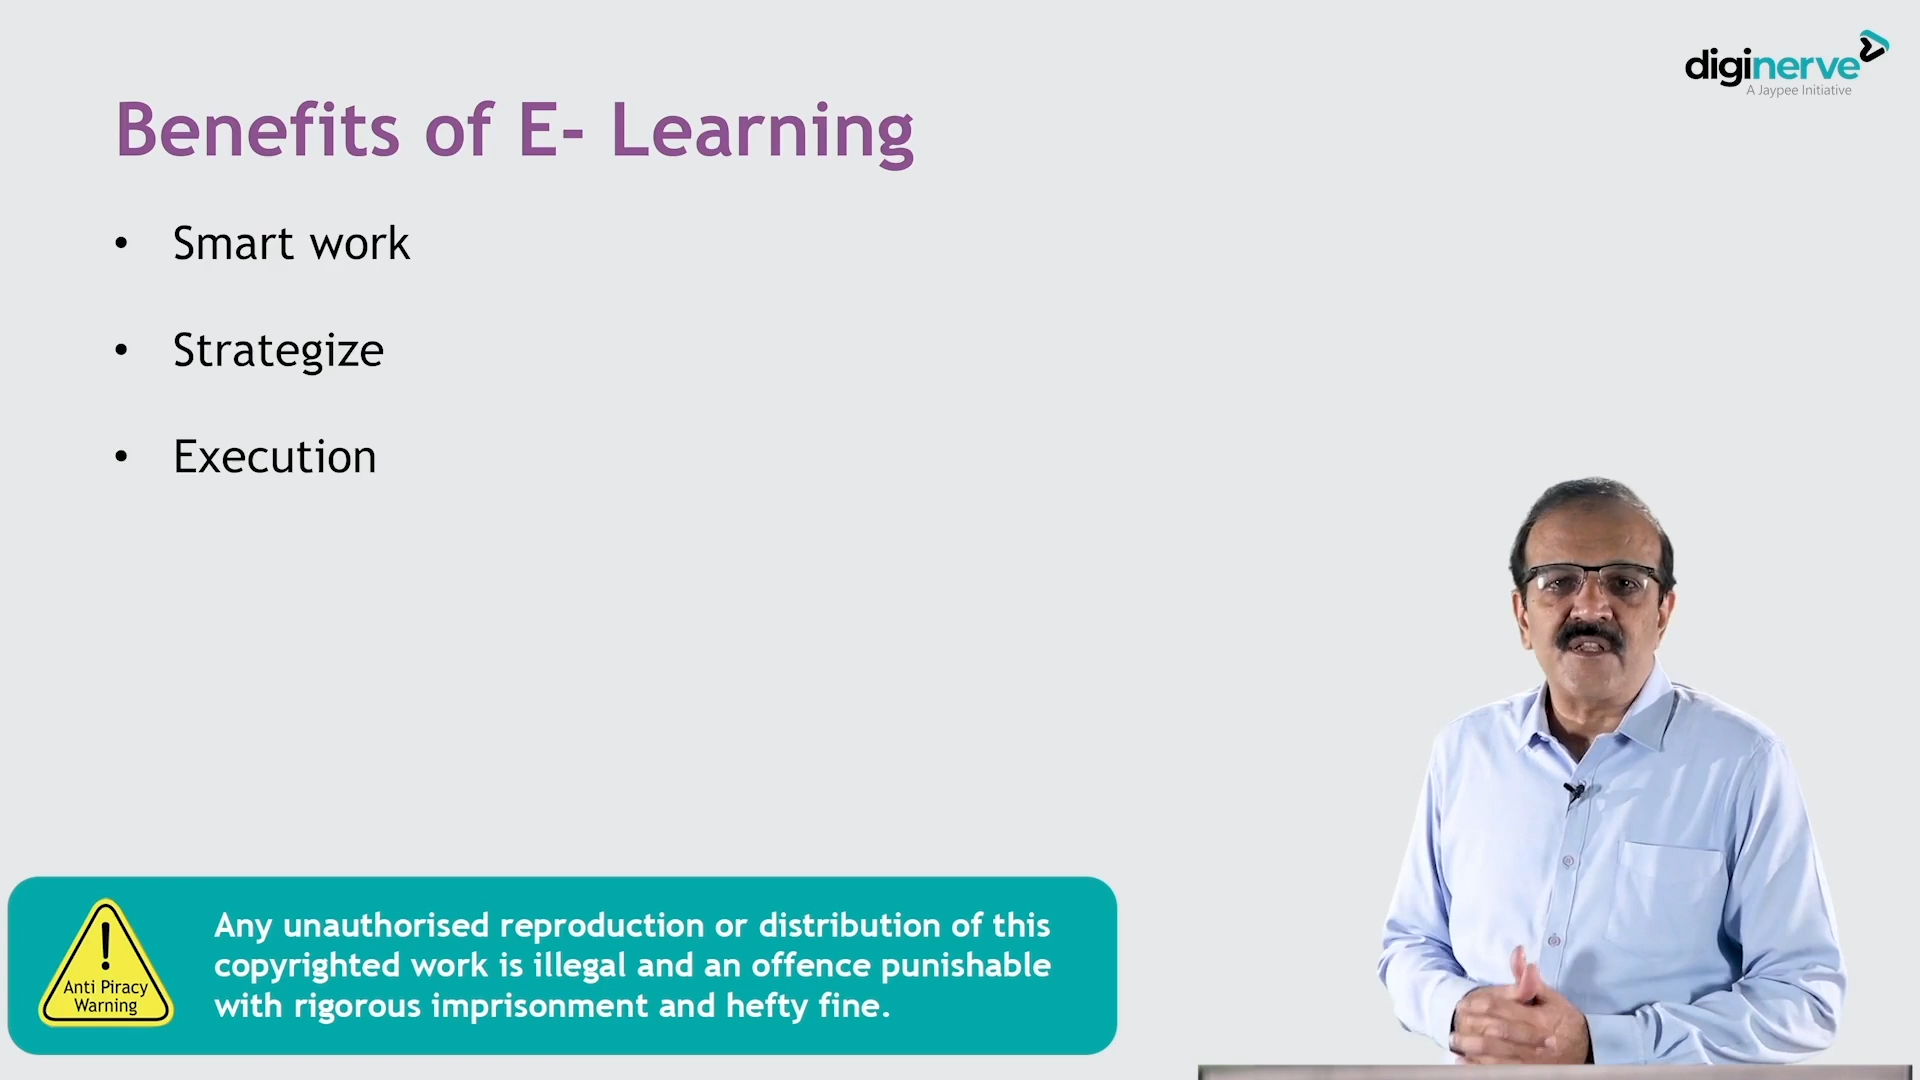 diginerve
A Jaypee Initiative
Benefits of E- Learning
• Smart work
• Strategize
• Execution
!
Anti Piracy
Warning
Any unauthorised reproduction or distribution of this
copyrighted work is illegal and an offence punishable
with rigorous imprisonment and hefty fine.